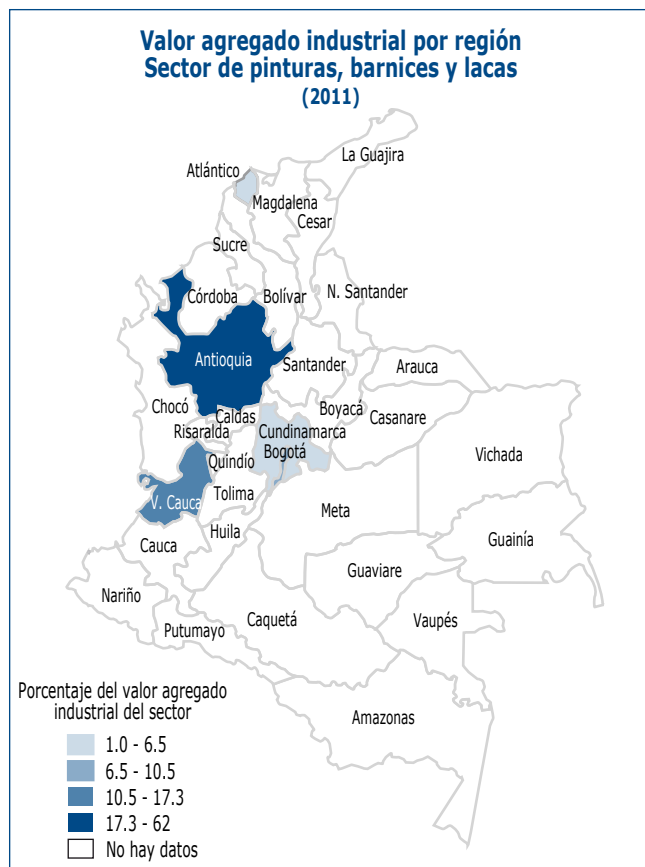 Valor agregado industrial por región
Sector de pinturas, barnices y lacas
(2011)
La Guajira
Atlántico
Magdalena
Cesar
Sucre
N. Santander
Córdoba
Bolívar
Antioquia
Santander
Arauca
Chocó
Caldas
Boyacá
Casanare
Risaralda
Cundinamarca
Bogotá
Quindío
Vichada
Tolima
V. Cauca
Meta
Huila
Cauca
Guainía
Guaviare
Nariño
Caquetá
Vaupés
Putumayo
Amazonas
Porcentaje del valor agregado
industrial del sector
1.0 - 6.5
6.5 - 10.5
10.5 - 17.3
17.3 - 62
No hay datos